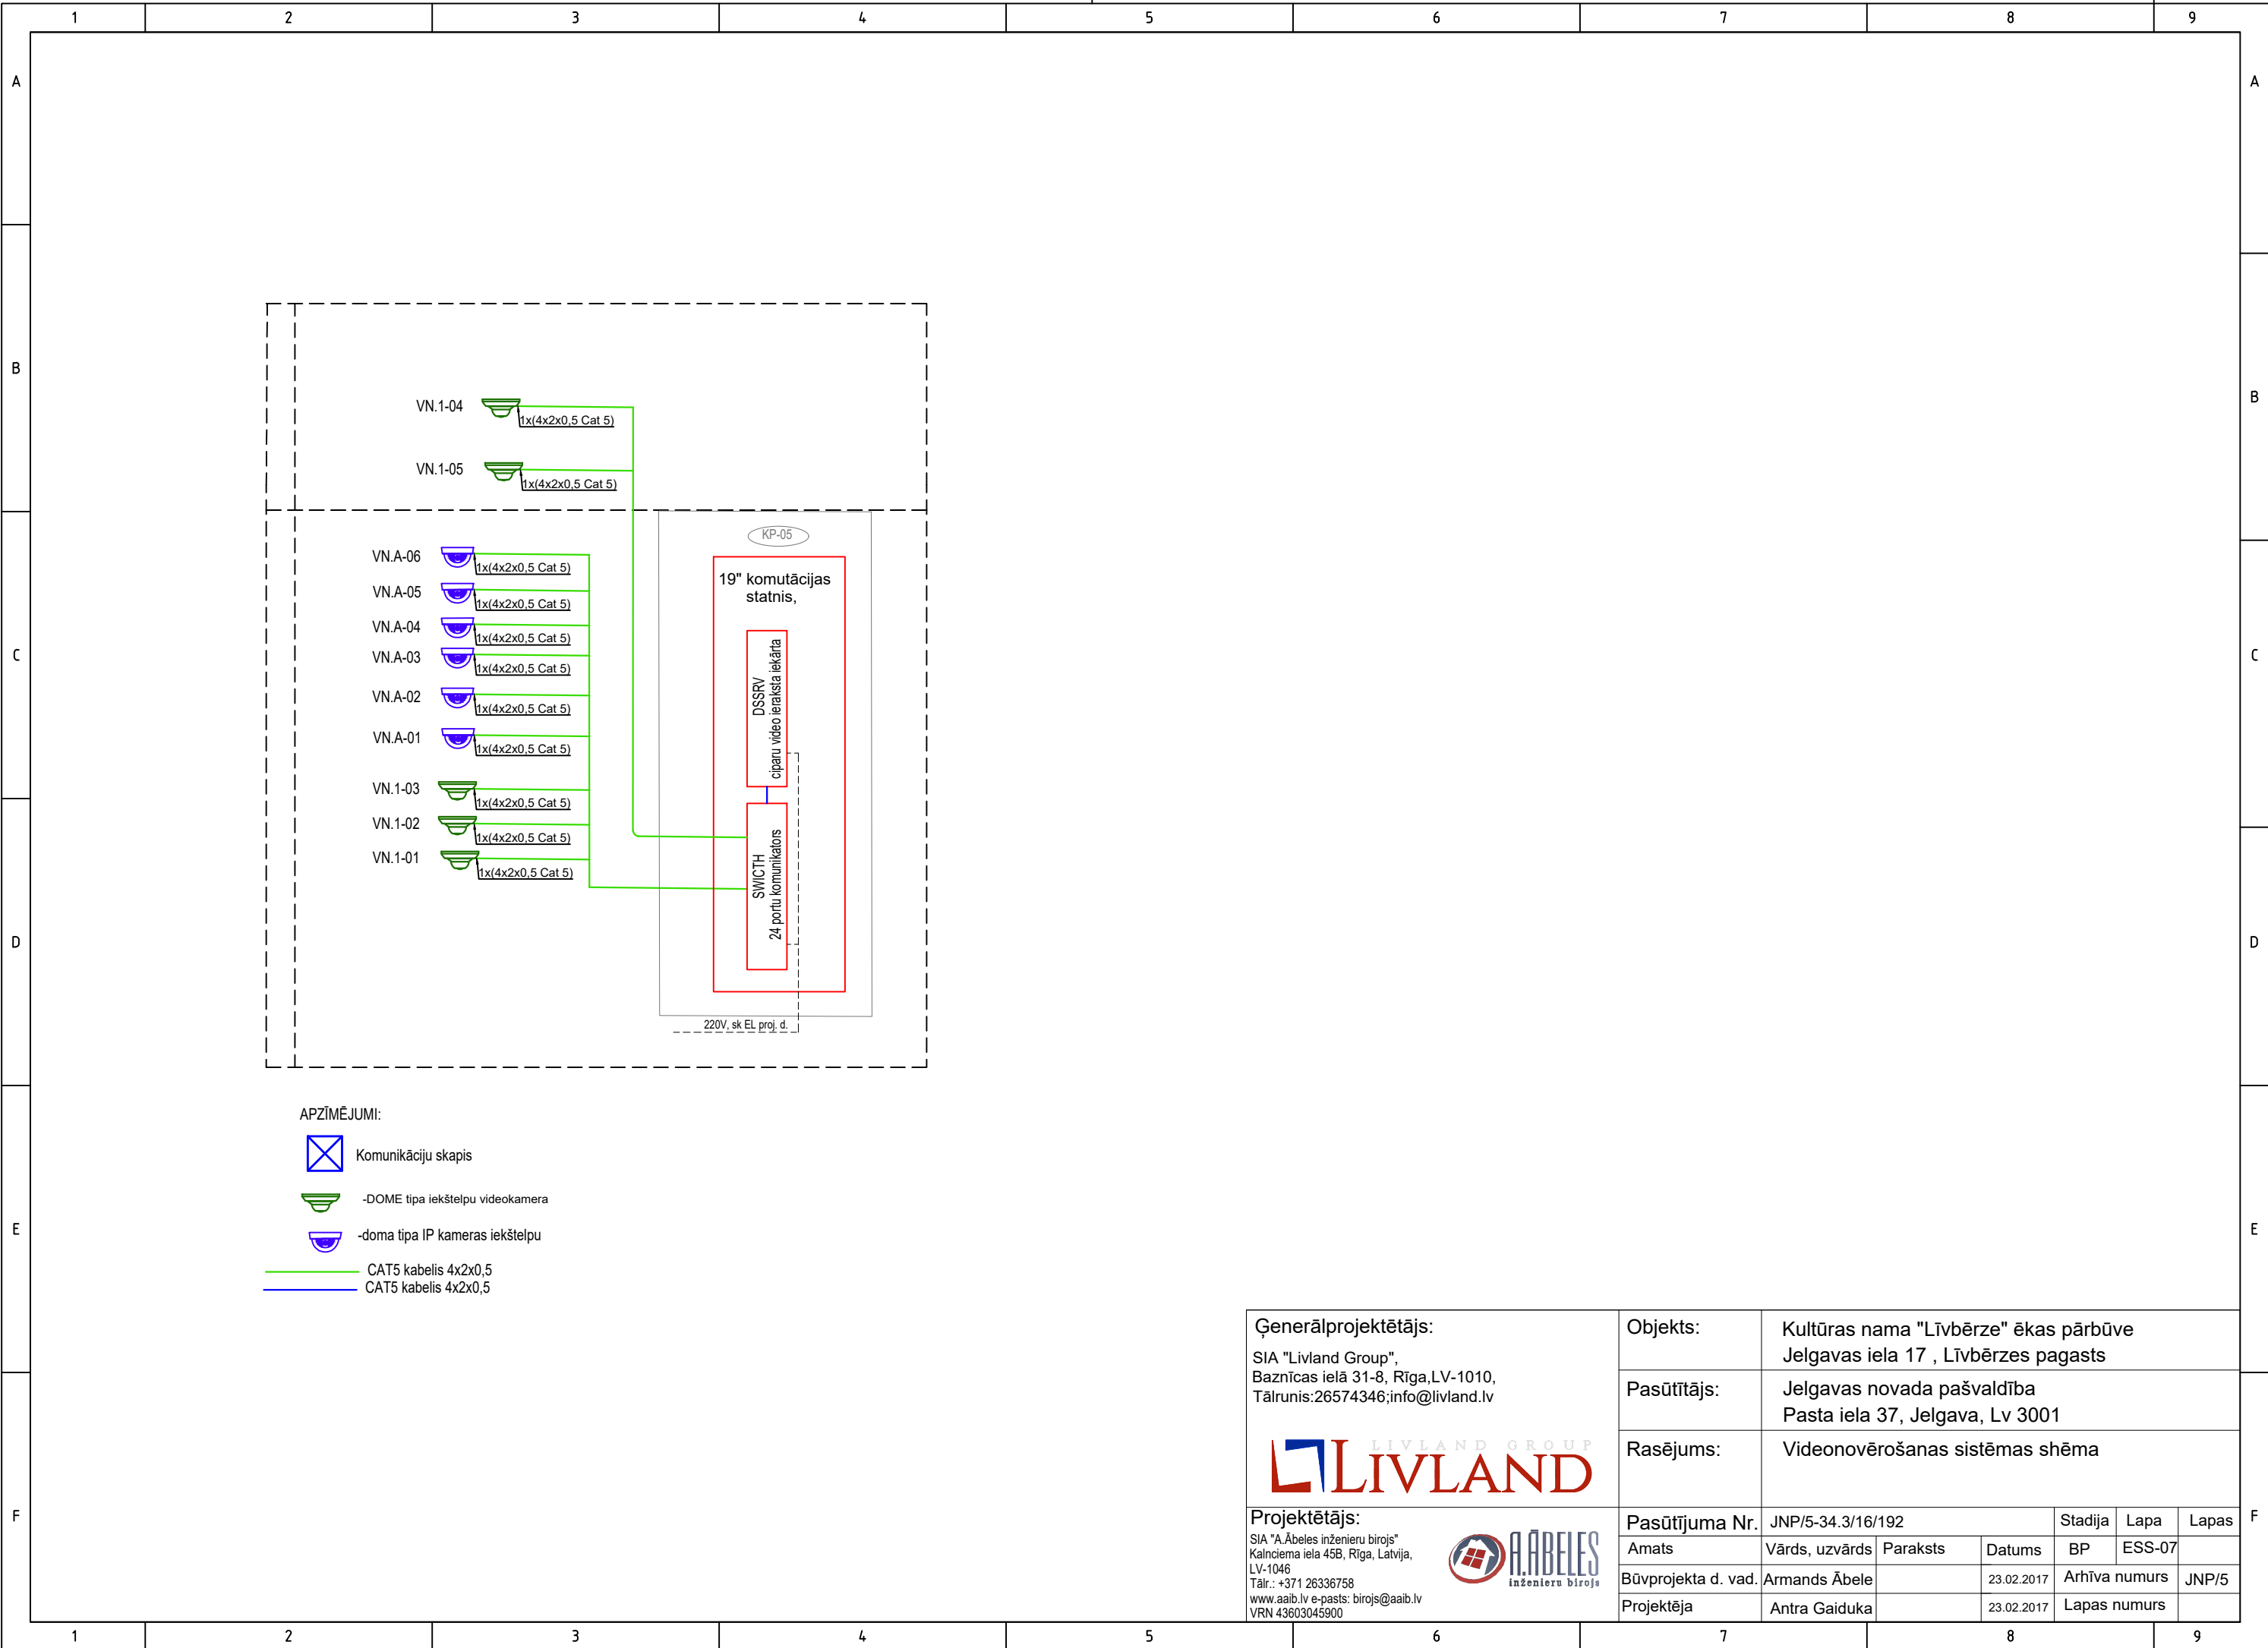 1 2 3 4 5 6 7 8 9
A A
B B
C C
D D
E E
F F
VN.1-04
1x(4x2x0,5 Cat 5)
VN.1-05
1x(4x2x0,5 Cat 5)
KP-05
19" komutācijas
statnis,
VN.A-06
1x(4x2x0,5 Cat 5)
VN.A-05
1x(4x2x0,5 Cat 5)
VN.A-04
1x(4x2x0,5 Cat 5)
VN.A-03
1x(4x2x0,5 Cat 5)
VN.A-02
1x(4x2x0,5 Cat 5)
VN.A-01
1x(4x2x0,5 Cat 5)
VN.1-03
1x(4x2x0,5 Cat 5)
VN.1-02
1x(4x2x0,5 Cat 5)
VN.1-01
1x(4x2x0,5 Cat 5)
DSSRV
ciparu video ieraksta iekārta
SWICTH
24 portu komunikators
220V, sk EL proj. d.
APZĪMĒJUMI:
Komunikāciju skapis
-DOME tipa iekštelpu videokamera
-doma tipa IP kameras iekštelpu
CAT5 kabelis 4x2x0,5
CAT5 kabelis 4x2x0,5
Ģenerālprojektētājs:
SIA "Livland Group",
Baznīcas ielā 31-8, Rīga,LV-1010,
Tālrunis:26574346;info@livland.lv
LIVLAND GROUP
LIVLAND
Projektētājs:
SIA "A.Ābeles inženieru birojs"
Kalnciema iela 45B, Rīga, Latvija,
LV-1046
Tālr.: +371 26336758
www.aaib.lv e-pasts: birojs@aaib.lv
VRN 43603045900
A.ĀBELES
inženieru birojs
Objekts: Kultūras nama "Līvbērze" ēkas pārbūve
Jelgavas iela 17 , Līvbērzes pagasts
Pasūtītājs: Jelgavas novada pašvaldība
Pasta iela 37, Jelgava, Lv 3001
Rasējums: Videonovērošanas sistēmas shēma
Pasūtījuma Nr. JNP/5-34.3/16/192 Stadija Lapa Lapas
Amats Vārds, uzvārds Paraksts Datums BP ESS-07
Būvprojekta d. vad. Armands Ābele 23.02.2017 Arhīva numurs JNP/5
Projektēja Antra Gaiduka 23.02.2017 Lapas numurs
1 2 3 4 5 6 7 8 9